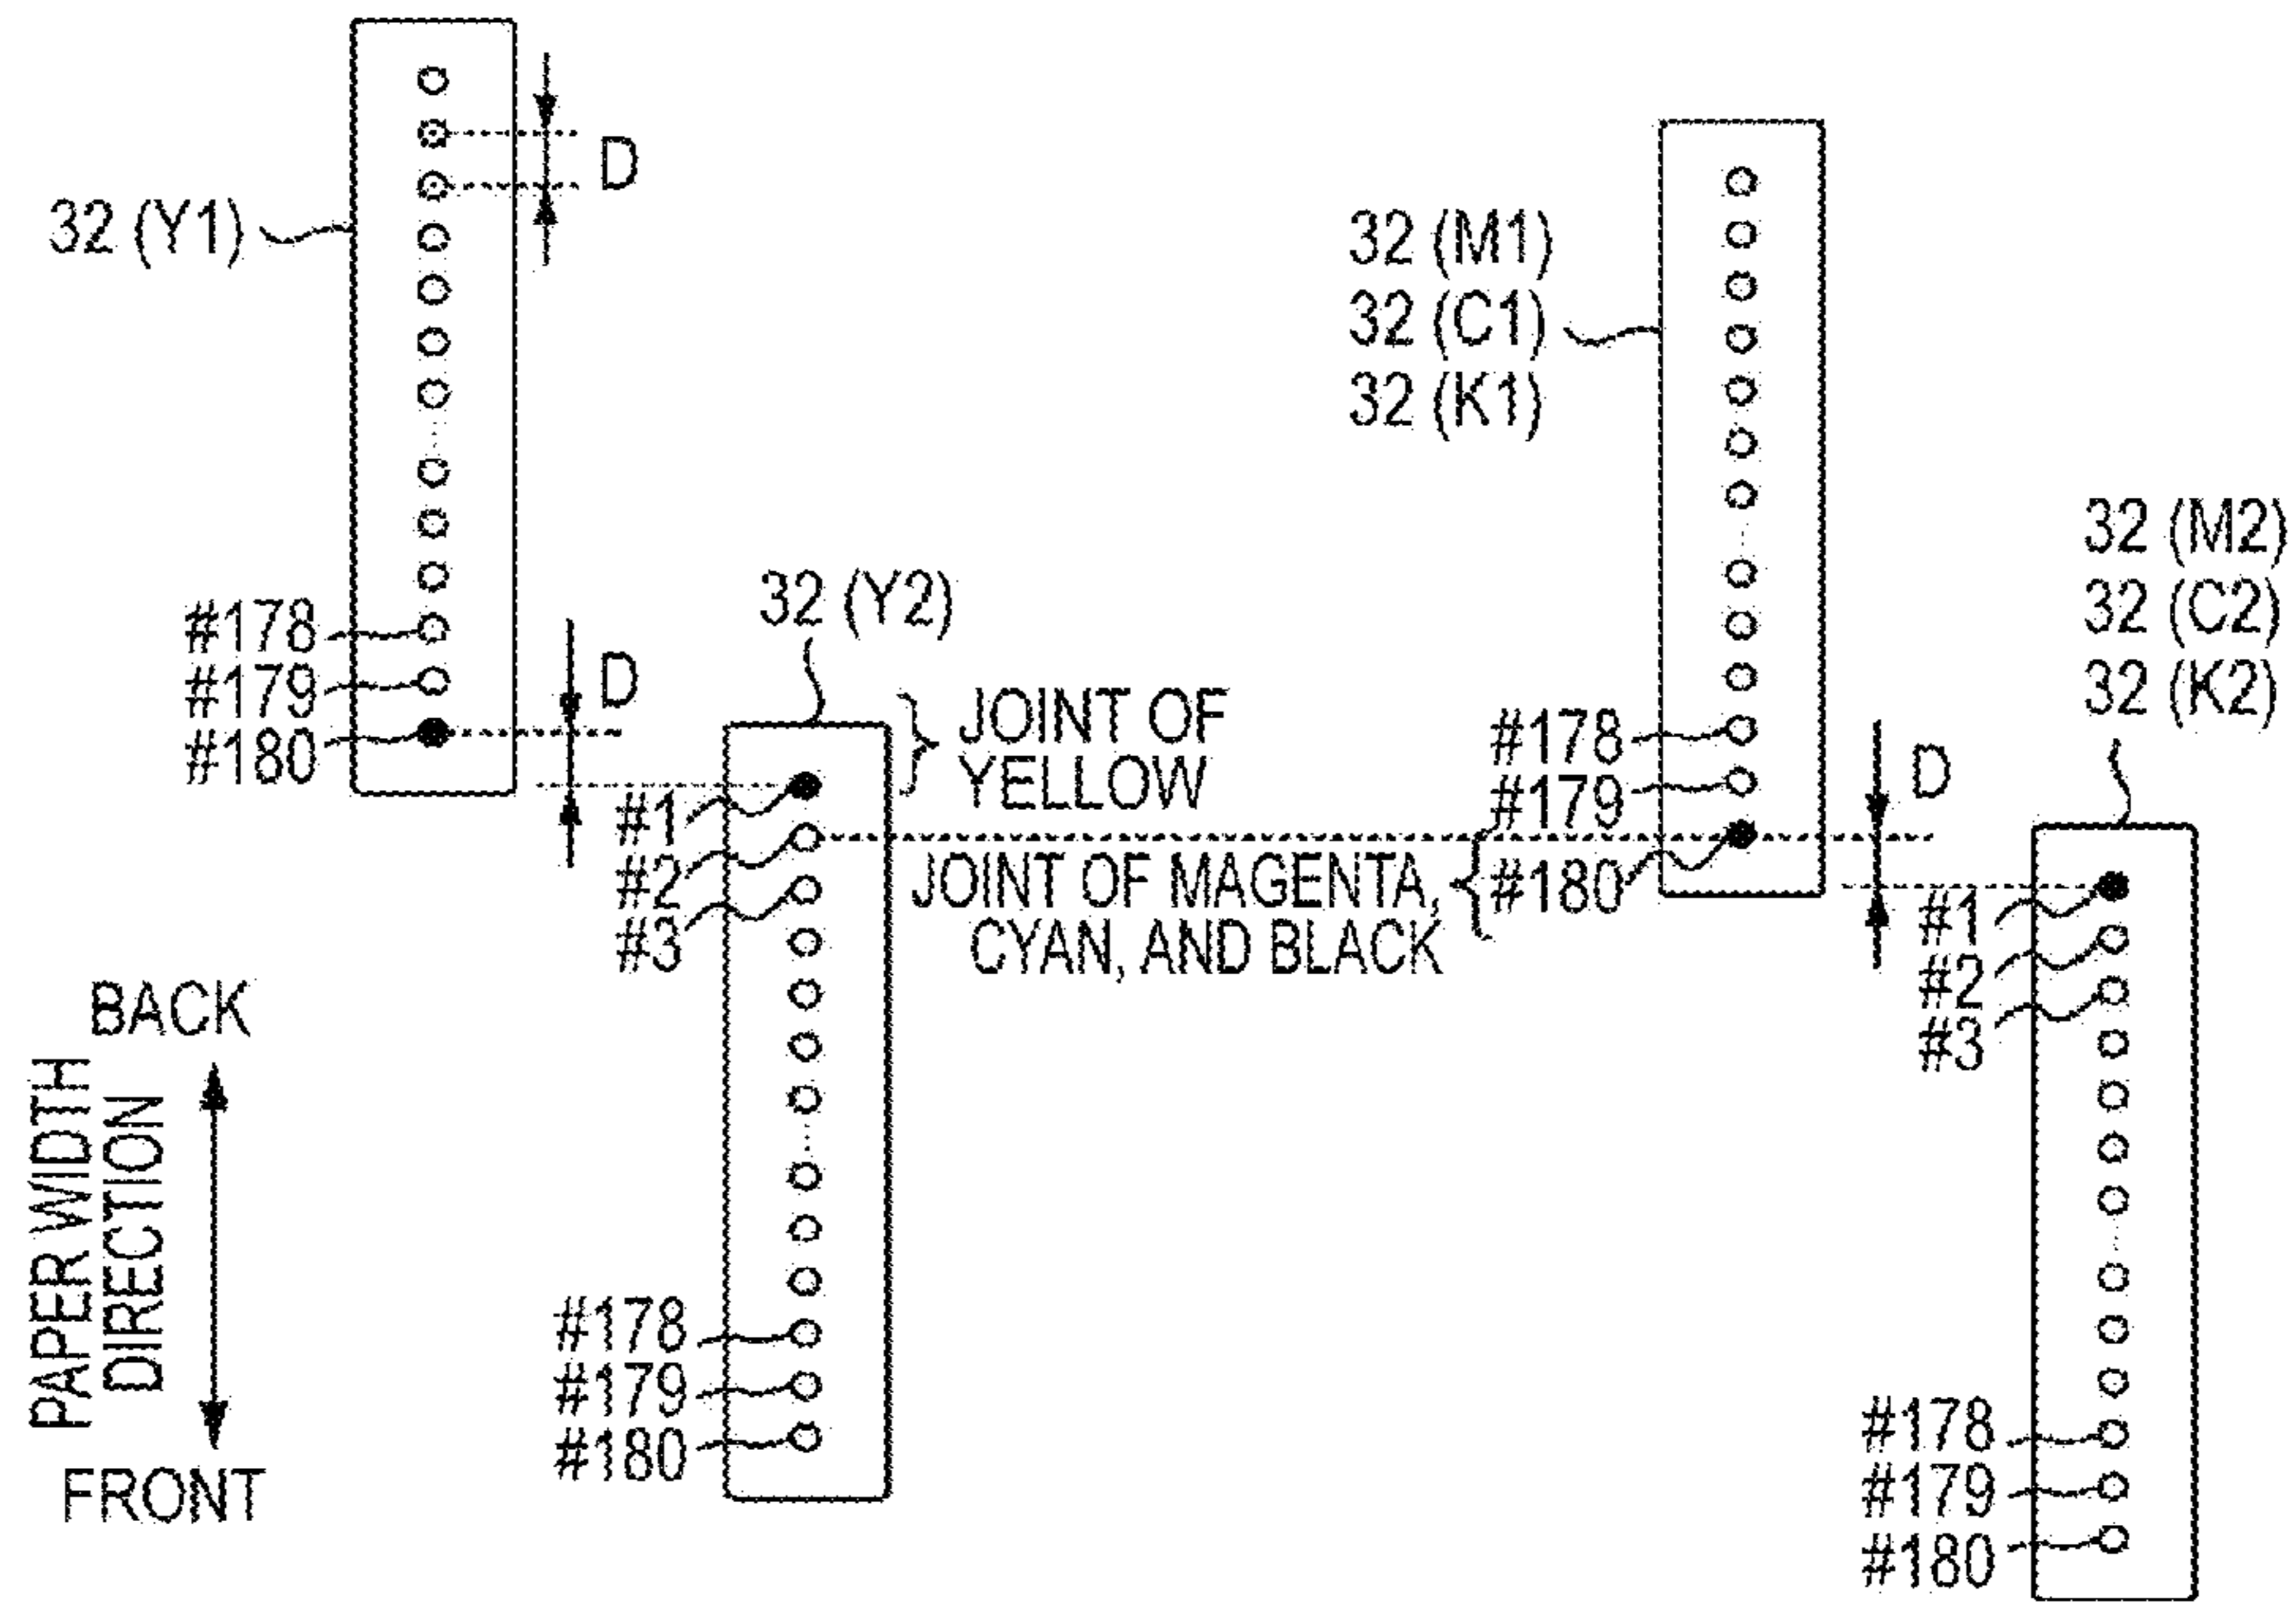 D
32 (Y1)
#178
#179
#180
D
32 (Y2)
JOINT OF
YELLOW
#1
#2
#3
#178
#179
#180
32 (M1)
32 (C1)
32 (K1)
#178
#179
#180
JOINT OF MAGENTA,
CYAN, AND BLACK
D
32 (M2)
32 (C2)
32 (K2)
#1
#2
#3
#178
#179
#180
BACK
PAPER WIDTH
DIRECTION
FRONT